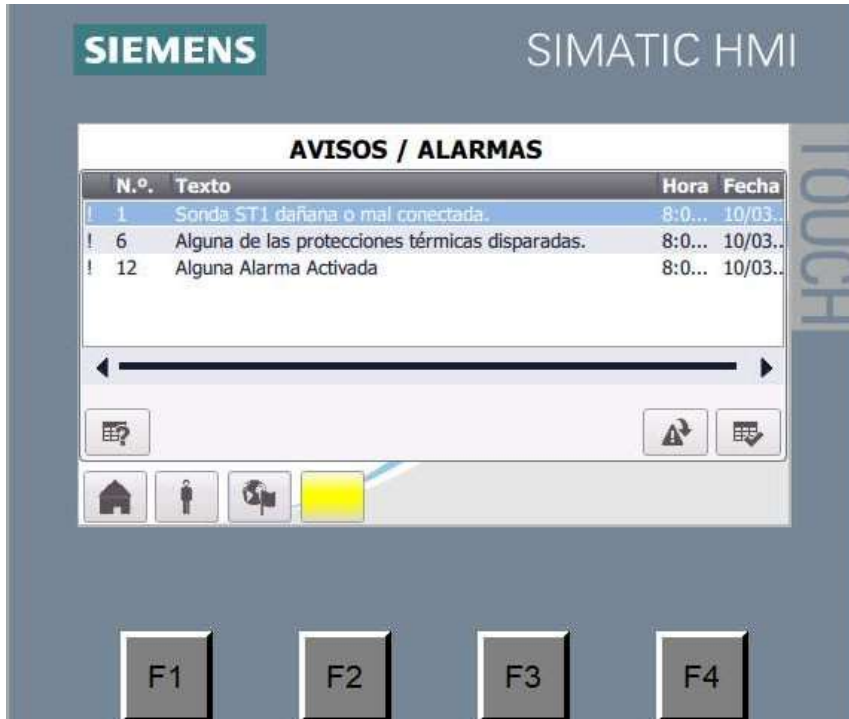 SIEMENS
SIMATIC HMI
TOUCH
AVISOS / ALARMAS
N.º. Texto Hora Fecha
! 1 Sonda ST1 dañana o mal conectada. 8:0... 10/03..
! 6 Alguna de las protecciones térmicas disparadas. 8:0... 10/03..
! 12 Alguna Alarma Activada 8:0... 10/03..
?
F1 F2 F3 F4